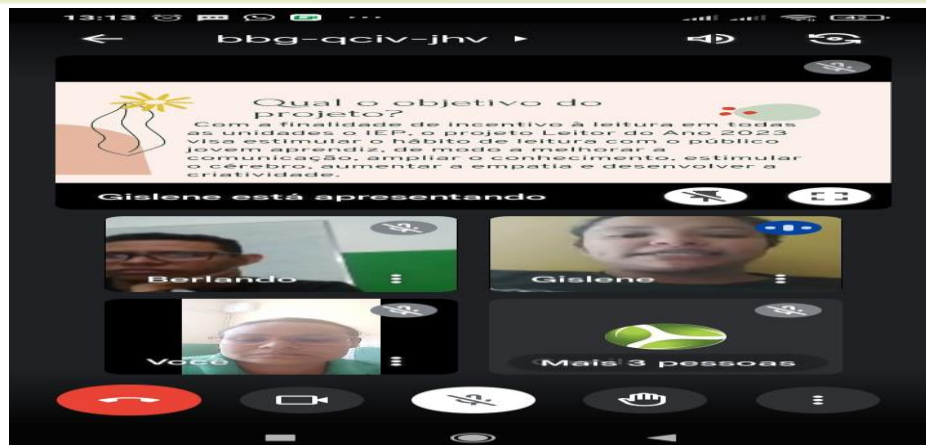 13:13
42
bbg-qciv-jhv
Qual o objetivo do
projeto?
Com a finalidade de incentivo à leitura em todas
as unidades o IEP, o projeto Leitor do Ano 2023
visa estimular o hábito de leitura com o público
jovem aprendiz, de modo a melhorar a
comunicação, ampliar o conhecimento, estimular
o cérebro, aumentar a empatia e desenvolver a
criatividade.
Gislene está apresentando
Berlando
Gislene
Você
Mais 3 pessoas